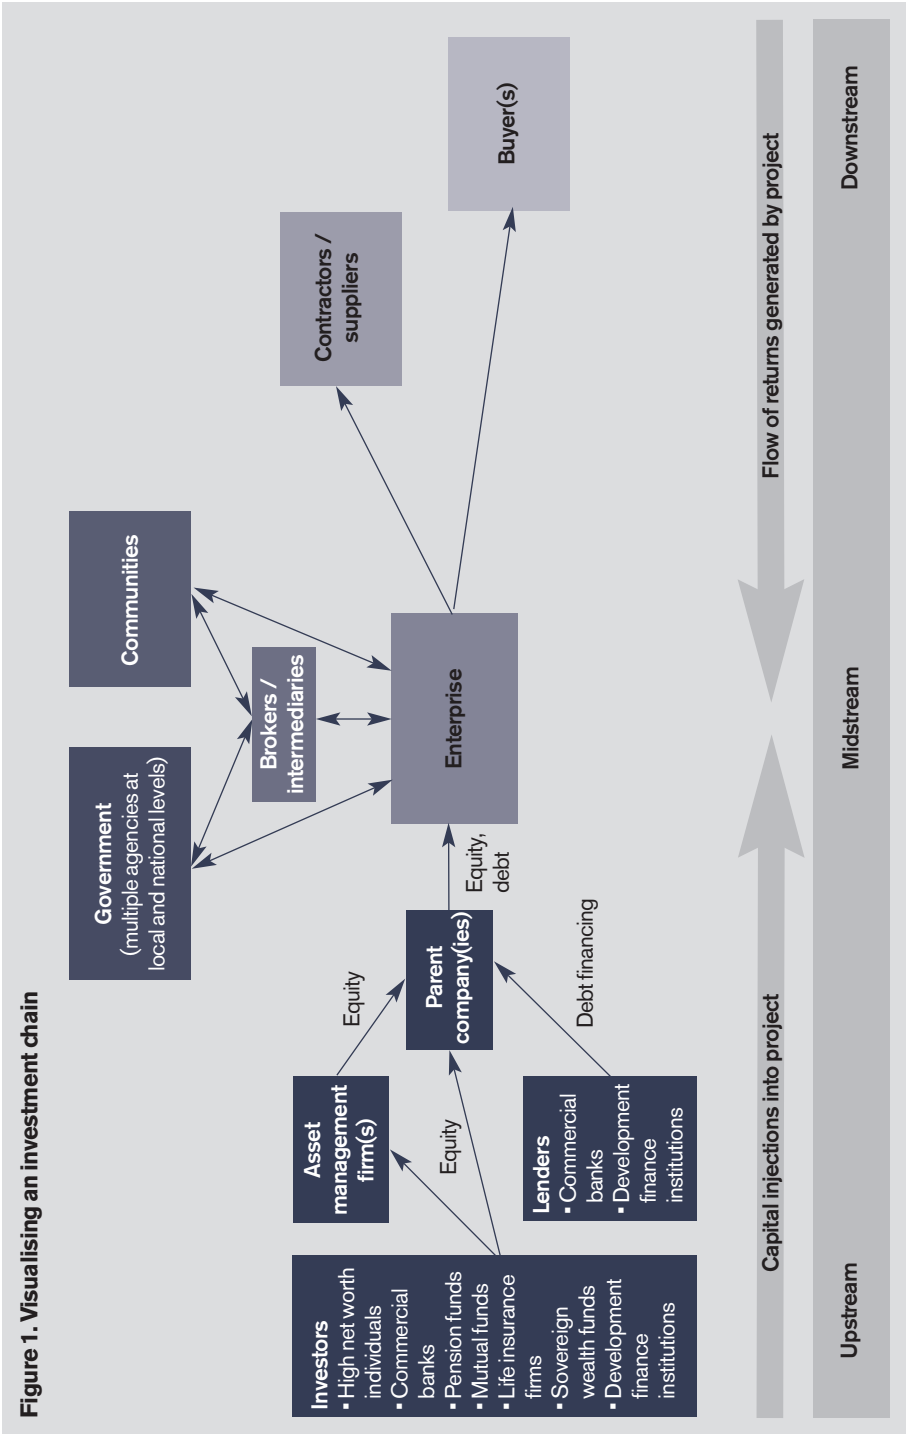 Figure 1. Visualising an investment chain
Government
(multiple agencies at
local and national levels)
Communities
Brokers /
intermediaries
Contractors /
suppliers
Buyer(s)
Enterprise
Investors
▪ High net worth
individuals
▪ Commercial
banks
▪ Pension funds
▪ Mutual funds
▪ Life insurance
firms
▪ Sovereign
wealth funds
▪ Development
finance
institutions
Asset
management
firm(s)
Equity
Equity
Parent
company(ies)
Equity,
debt
Lenders
▪ Commercial
banks
▪ Development
finance
institutions
Debt financing
Capital injections into project
Flow of returns generated by project
Upstream
Midstream
Downstream